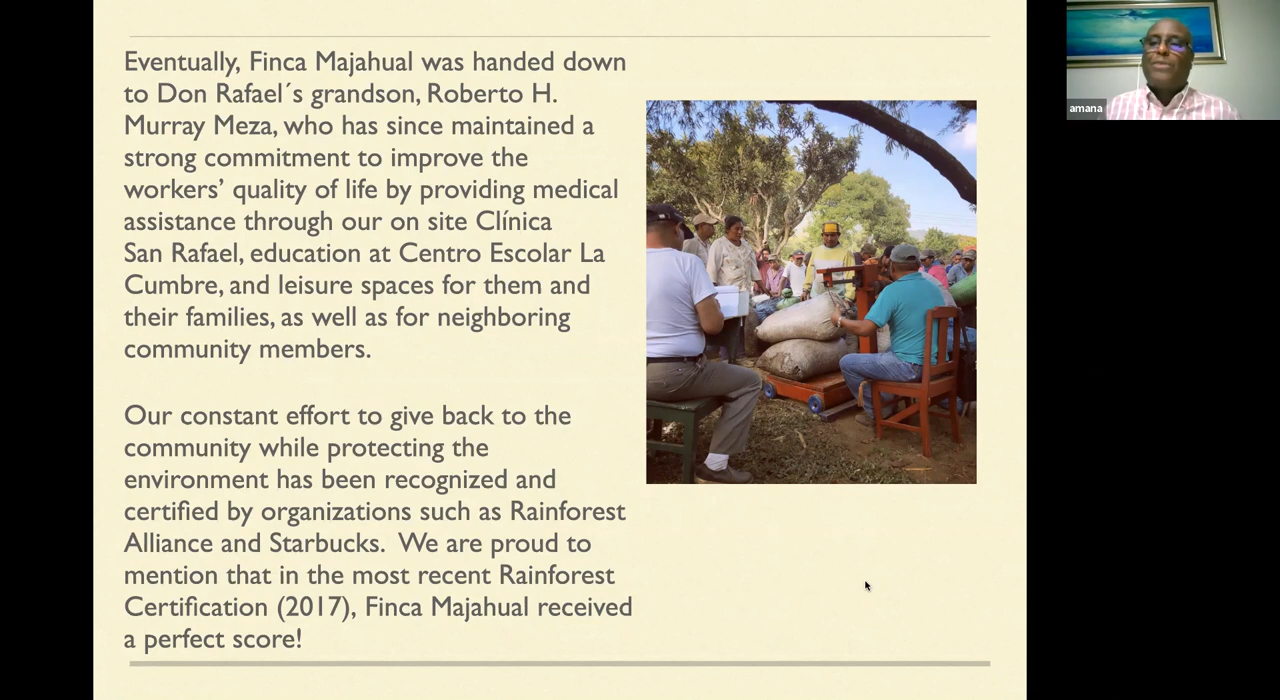 Eventually, Finca Majahual was handed down
to Don Rafael´s grandson, Roberto H.
Murray Meza, who has since maintained a
strong commitment to improve the
workers’ quality of life by providing medical
assistance through our on site Clínica
San Rafael, education at Centro Escolar La
Cumbre, and leisure spaces for them and
their families, as well as for neighboring
community members.
Our constant effort to give back to the
community while protecting the
environment has been recognized and
certified by organizations such as Rainforest
Alliance and Starbucks.  We are proud to
mention that in the most recent Rainforest
Certification (2017), Finca Majahual received
a perfect score!
amana